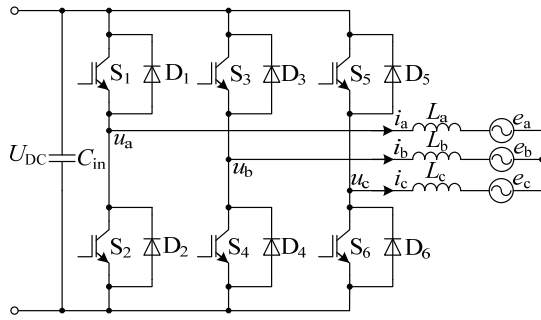 S1 D1 S3 D3 S5 D5
ia La ea
ua
UDC Cin
ib Lb eb
ub
uc ic Lc ec
S2 D2 S4 D4 S6 D6